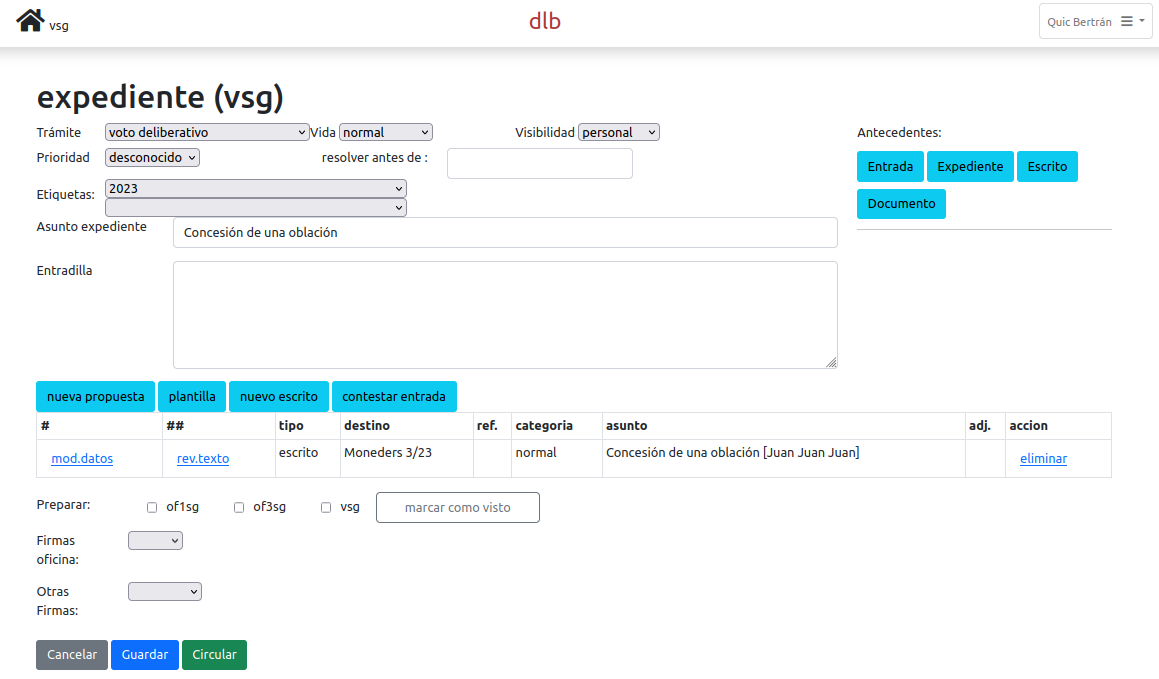 vsg
dlb
Quic Bertrán
expediente (vsg)
Trámite voto deliberativo Vida normal Visibilidad personal
Prioridad desconocido resolver antes de :
Etiquetas: 2023
Asunto expediente Concesión de una oblación
Entradilla
Antecedentes:
Entrada Expediente Escrito
Documento
nueva propuesta plantilla nuevo escrito contestar entrada
# ## tipo destino ref. categoria asunto adj. accion
mod.datos rev.texto escrito Moneders 3/23 normal Concesión de una oblación [Juan Juan Juan] eliminar
Preparar: of1sg of3sg vsg marcar como visto
Firmas
oficina:
Otras
Firmas:
Cancelar Guardar Circular